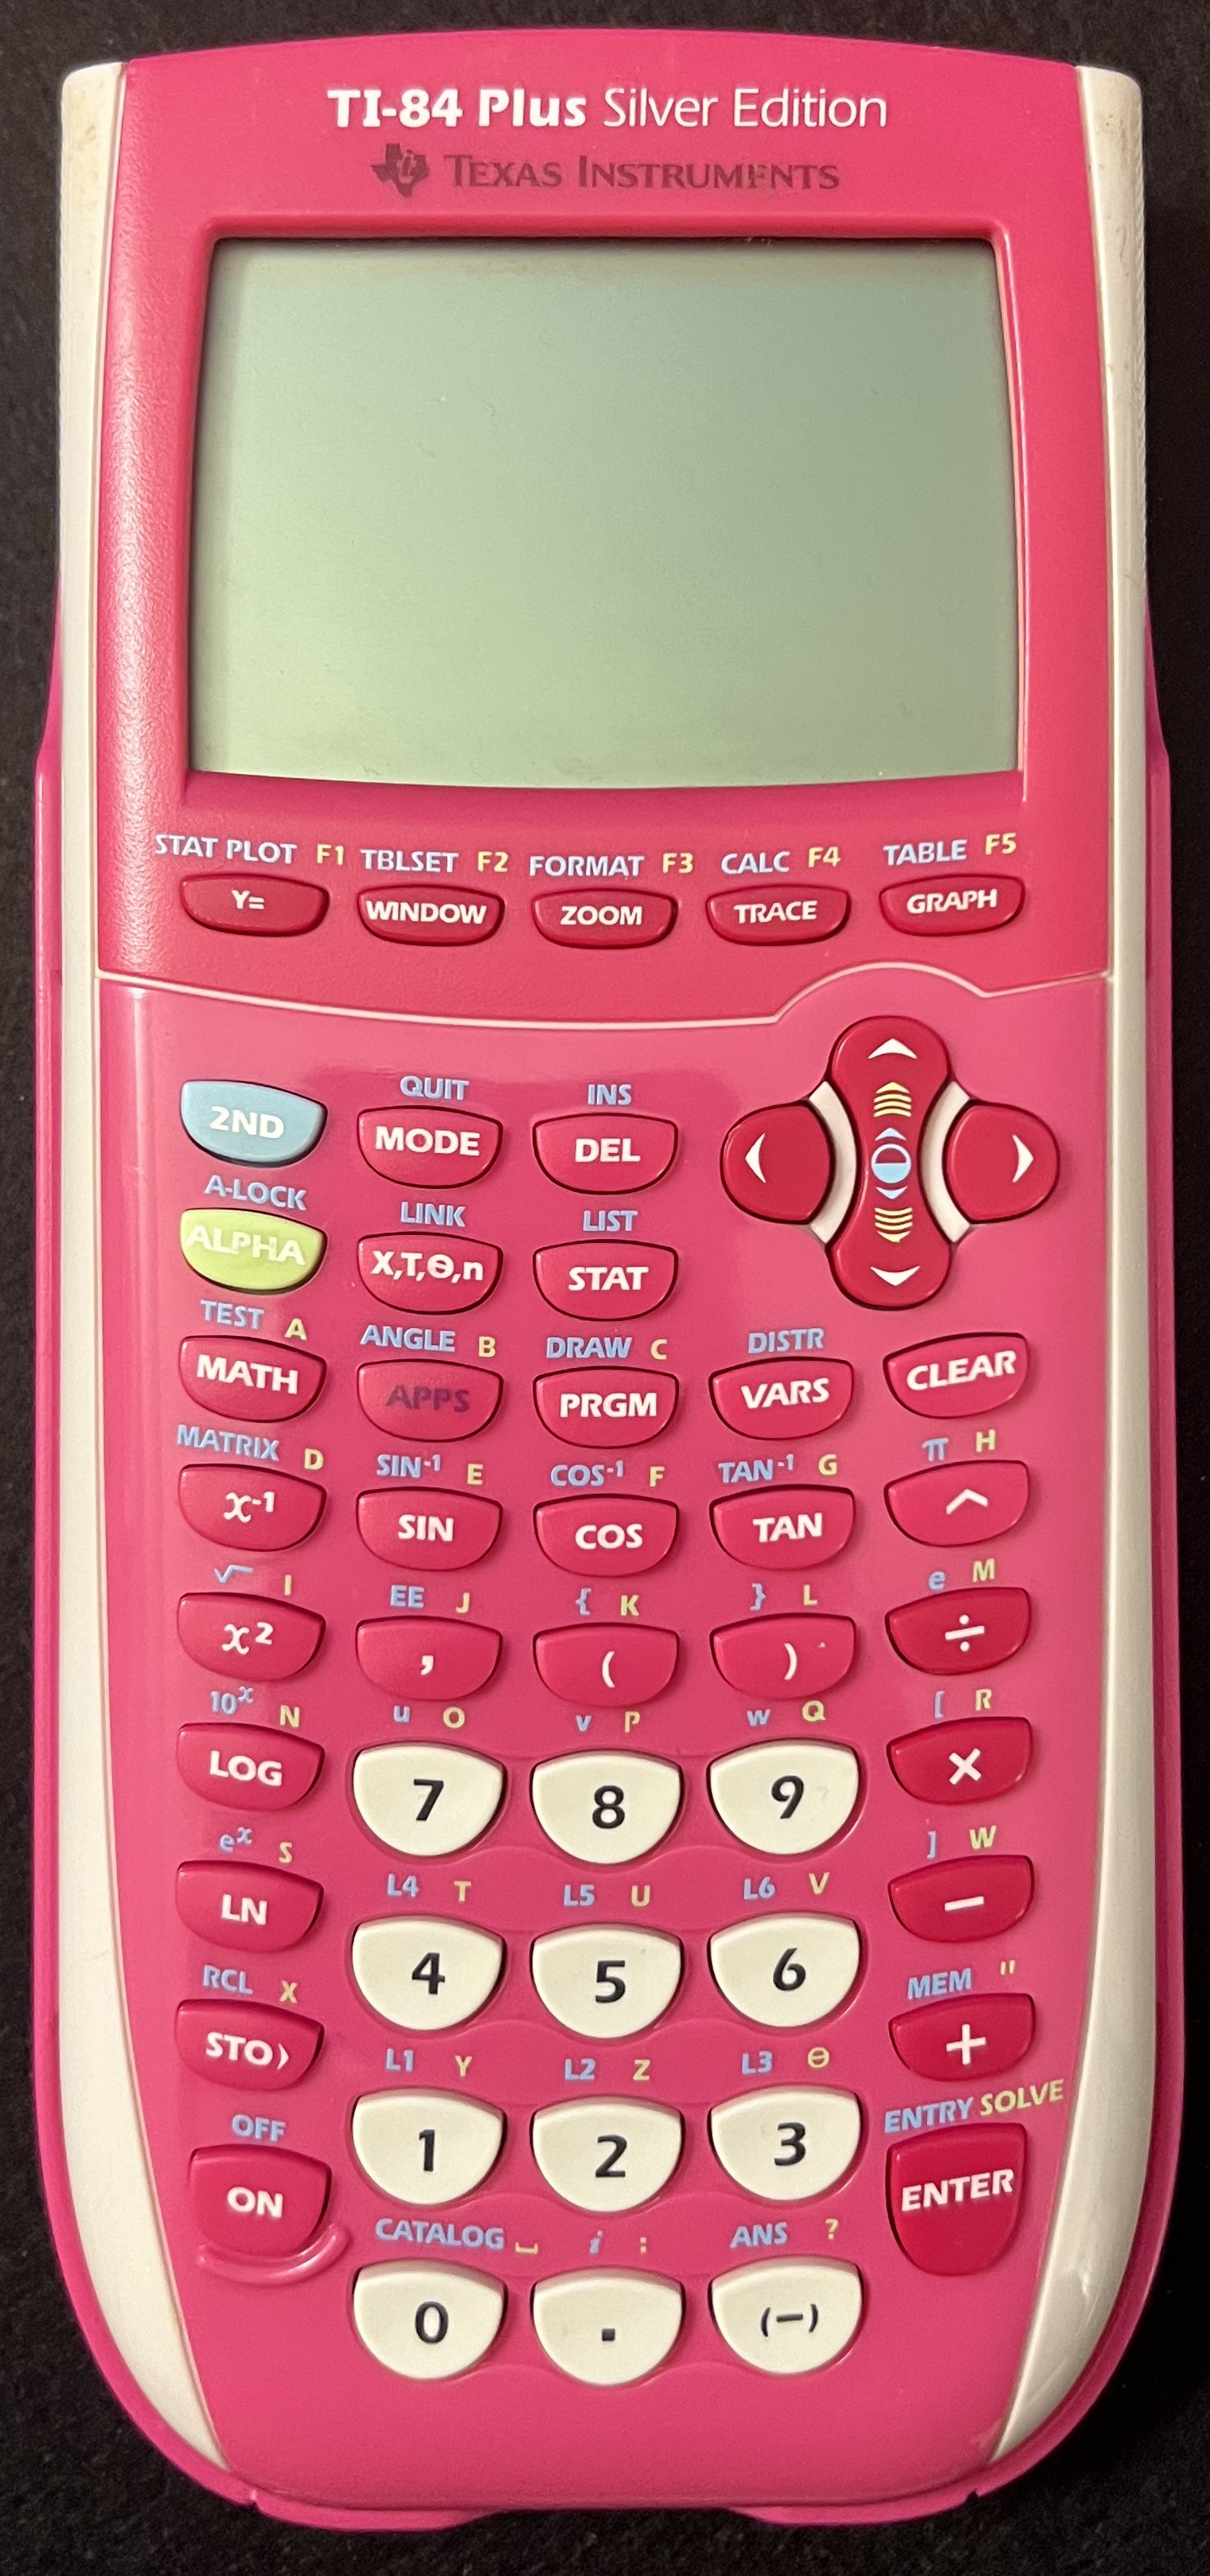 TI-84 Plus Silver Edition
TEXAS INSTRUMENTS
STAT PLOT F1 TBLSET F2 FORMAT F3 CALC F4 TABLE F5
Y= WINDOW ZOOM TRACE GRAPH
QUIT INS
2ND MODE DEL
A-LOCK LINK LIST
ALPHA X,T,Θ,n STAT
TEST A ANGLE B DRAW C DISTR
MATH APPS PRGM VARS CLEAR
MATRIX D SIN⁻¹ E COS⁻¹ F TAN⁻¹ G π H
x⁻¹ SIN COS TAN ^
√ I EE J { K } L e M
x² , ( ) ÷
10ˣ N u O v P w Q [ R
LOG 7 8 9 ×
eˣ S L4 T L5 U L6 V ] W
LN 4 5 6 −
RCL X L1 Y L2 Z L3 Θ MEM "
STO⟩ 1 2 3 +
OFF CATALOG ⎵ i : ANS ? ENTRY SOLVE
ON 0 . (−) ENTER